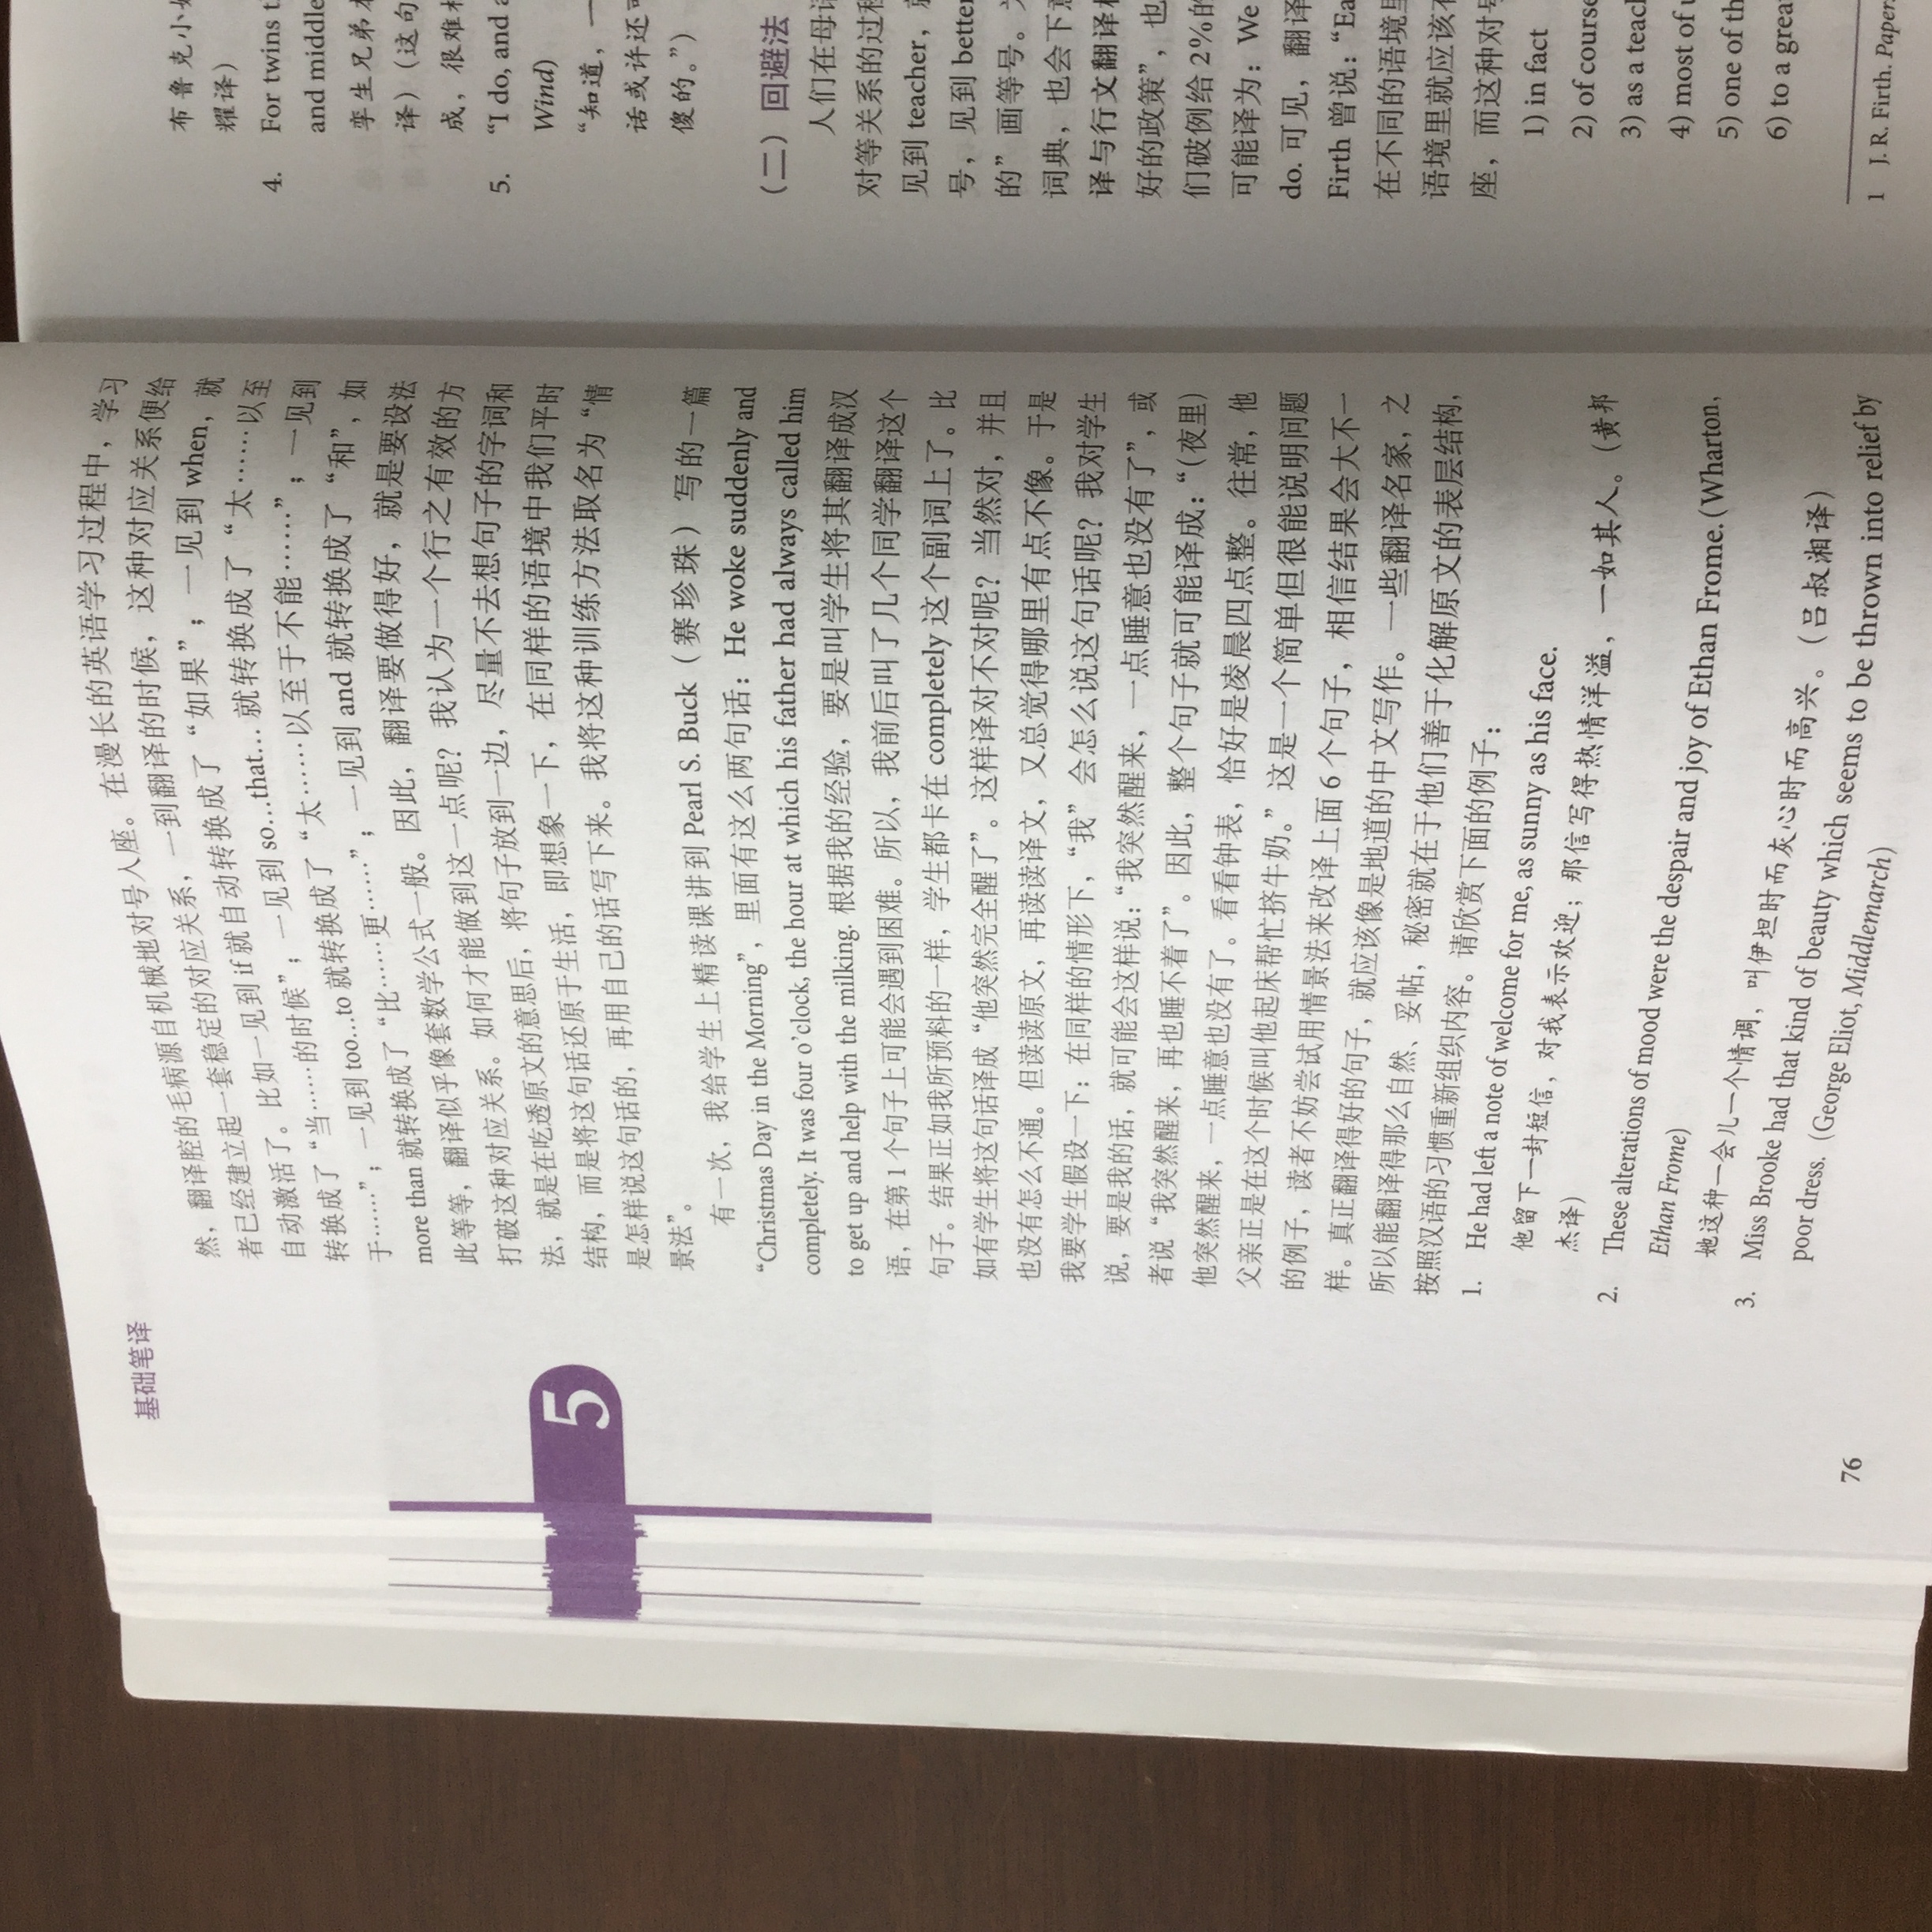 基础笔译
然，翻译腔的毛病源自机械地对号入座。在漫长的英语学习过程中，学习
者已经建立起一套稳定的对应关系，一到翻译的时候，这种对应关系便给
自动激活了。比如一见到 if 就自动转换成了“如果”；一见到 when，就
转换成了“当……的时候”；一见到 so…that… 就转换成了“太……以至
于……”；一见到 too…to 就转换成了“太……以至于不能……”；一见到
more than 就转换成了“比……更……”；一见到 and 就转换成了“和”，如
此等等，翻译似乎像套数学公式一般。因此，翻译要做得好，就是要设法
打破这种对应关系。如何才能做到这一点呢？我认为一个行之有效的方
法，就是在吃透原文的意思后，将句子放到一边，尽量不去想句子的字词和
结构，而是将这句话还原于生活，即想象一下，在同样的语境中我们平时
是怎样说这句话的，再用自己的话写下来。我将这种训练方法取名为“情
景法”。
有一次，我给学生上精读课讲到 Pearl S. Buck（赛珍珠）写的一篇
“Christmas Day in the Morning”，里面有这么两句话：He woke suddenly and
completely. It was four o’clock, the hour at which his father had always called him
to get up and help with the milking. 根据我的经验，要是叫学生将其翻译成汉
语，在第 1 个句子上可能会遇到困难。所以，我前后叫了几个同学翻译这个
句子。结果正如我所预料的一样，学生都卡在 completely 这个副词上了。比
如有学生将这句话译成“他突然完全醒了”。这样译对不对呢？当然对，并且
也没有怎么不通。但读读原文，再读读译文，又总觉得哪里有点不像。于是
我要学生假设一下：在同样的情形下，“我”会怎么说这句话呢？我对学生
说，要是我的话，就可能会这样说：“我突然醒来，一点睡意也没有了”，或
者说“我突然醒来，再也睡不着了”。因此，整个句子就可能译成：“（夜里）
他突然醒来，一点睡意也没有了。看看钟表，恰好是凌晨四点整。往常，他
父亲正是在这个时候叫他起床帮忙挤牛奶。”这是一个简单但很能说明问题
的例子，读者不妨尝试用情景法来改译上面 6 个句子，相信结果会大不一
样。真正翻译得好的句子，就应该像是地道的中文写作。一些翻译名家，之
所以能翻译得那么自然、妥帖，秘密就在于他们善于化解原文的表层结构，
按照汉语的习惯重新组织内容。请欣赏下面的例子：
1. He had left a note of welcome for me, as sunny as his face.
他留下一封短信，对我表示欢迎；那信写得热情洋溢，一如其人。（黄邦
杰译）
2. These alterations of mood were the despair and joy of Ethan Frome. (Wharton,
Ethan Frome)
她这种一会儿一个情调，叫伊坦时而灰心时而高兴。（吕叔湘译）
3. Miss Brooke had that kind of beauty which seems to be thrown into relief by
poor dress. (George Eliot, Middlemarch)
5
76
布鲁克小
耀译）
4. For twins
and middle
孪生兄弟
译）（这句
成，很难
5. “I do, and
Wind)
“知道，一
话或许还
傻的。”）
（二）回避法
人们在母
对等关系的过
见到 teacher，
号，见到 better
的”画等号。
词典，也会下
译与行文翻译
好的政策”，也
们破例给 2%的
可能译为：We
do. 可见，翻译
Firth 曾说：“Ea
在不同的语境
语境里就应该
座，而这种对
1) in fact
2) of course
3) as a teac
4) most of
5) one of th
6) to a grea
1 J. R. Firth. Papers